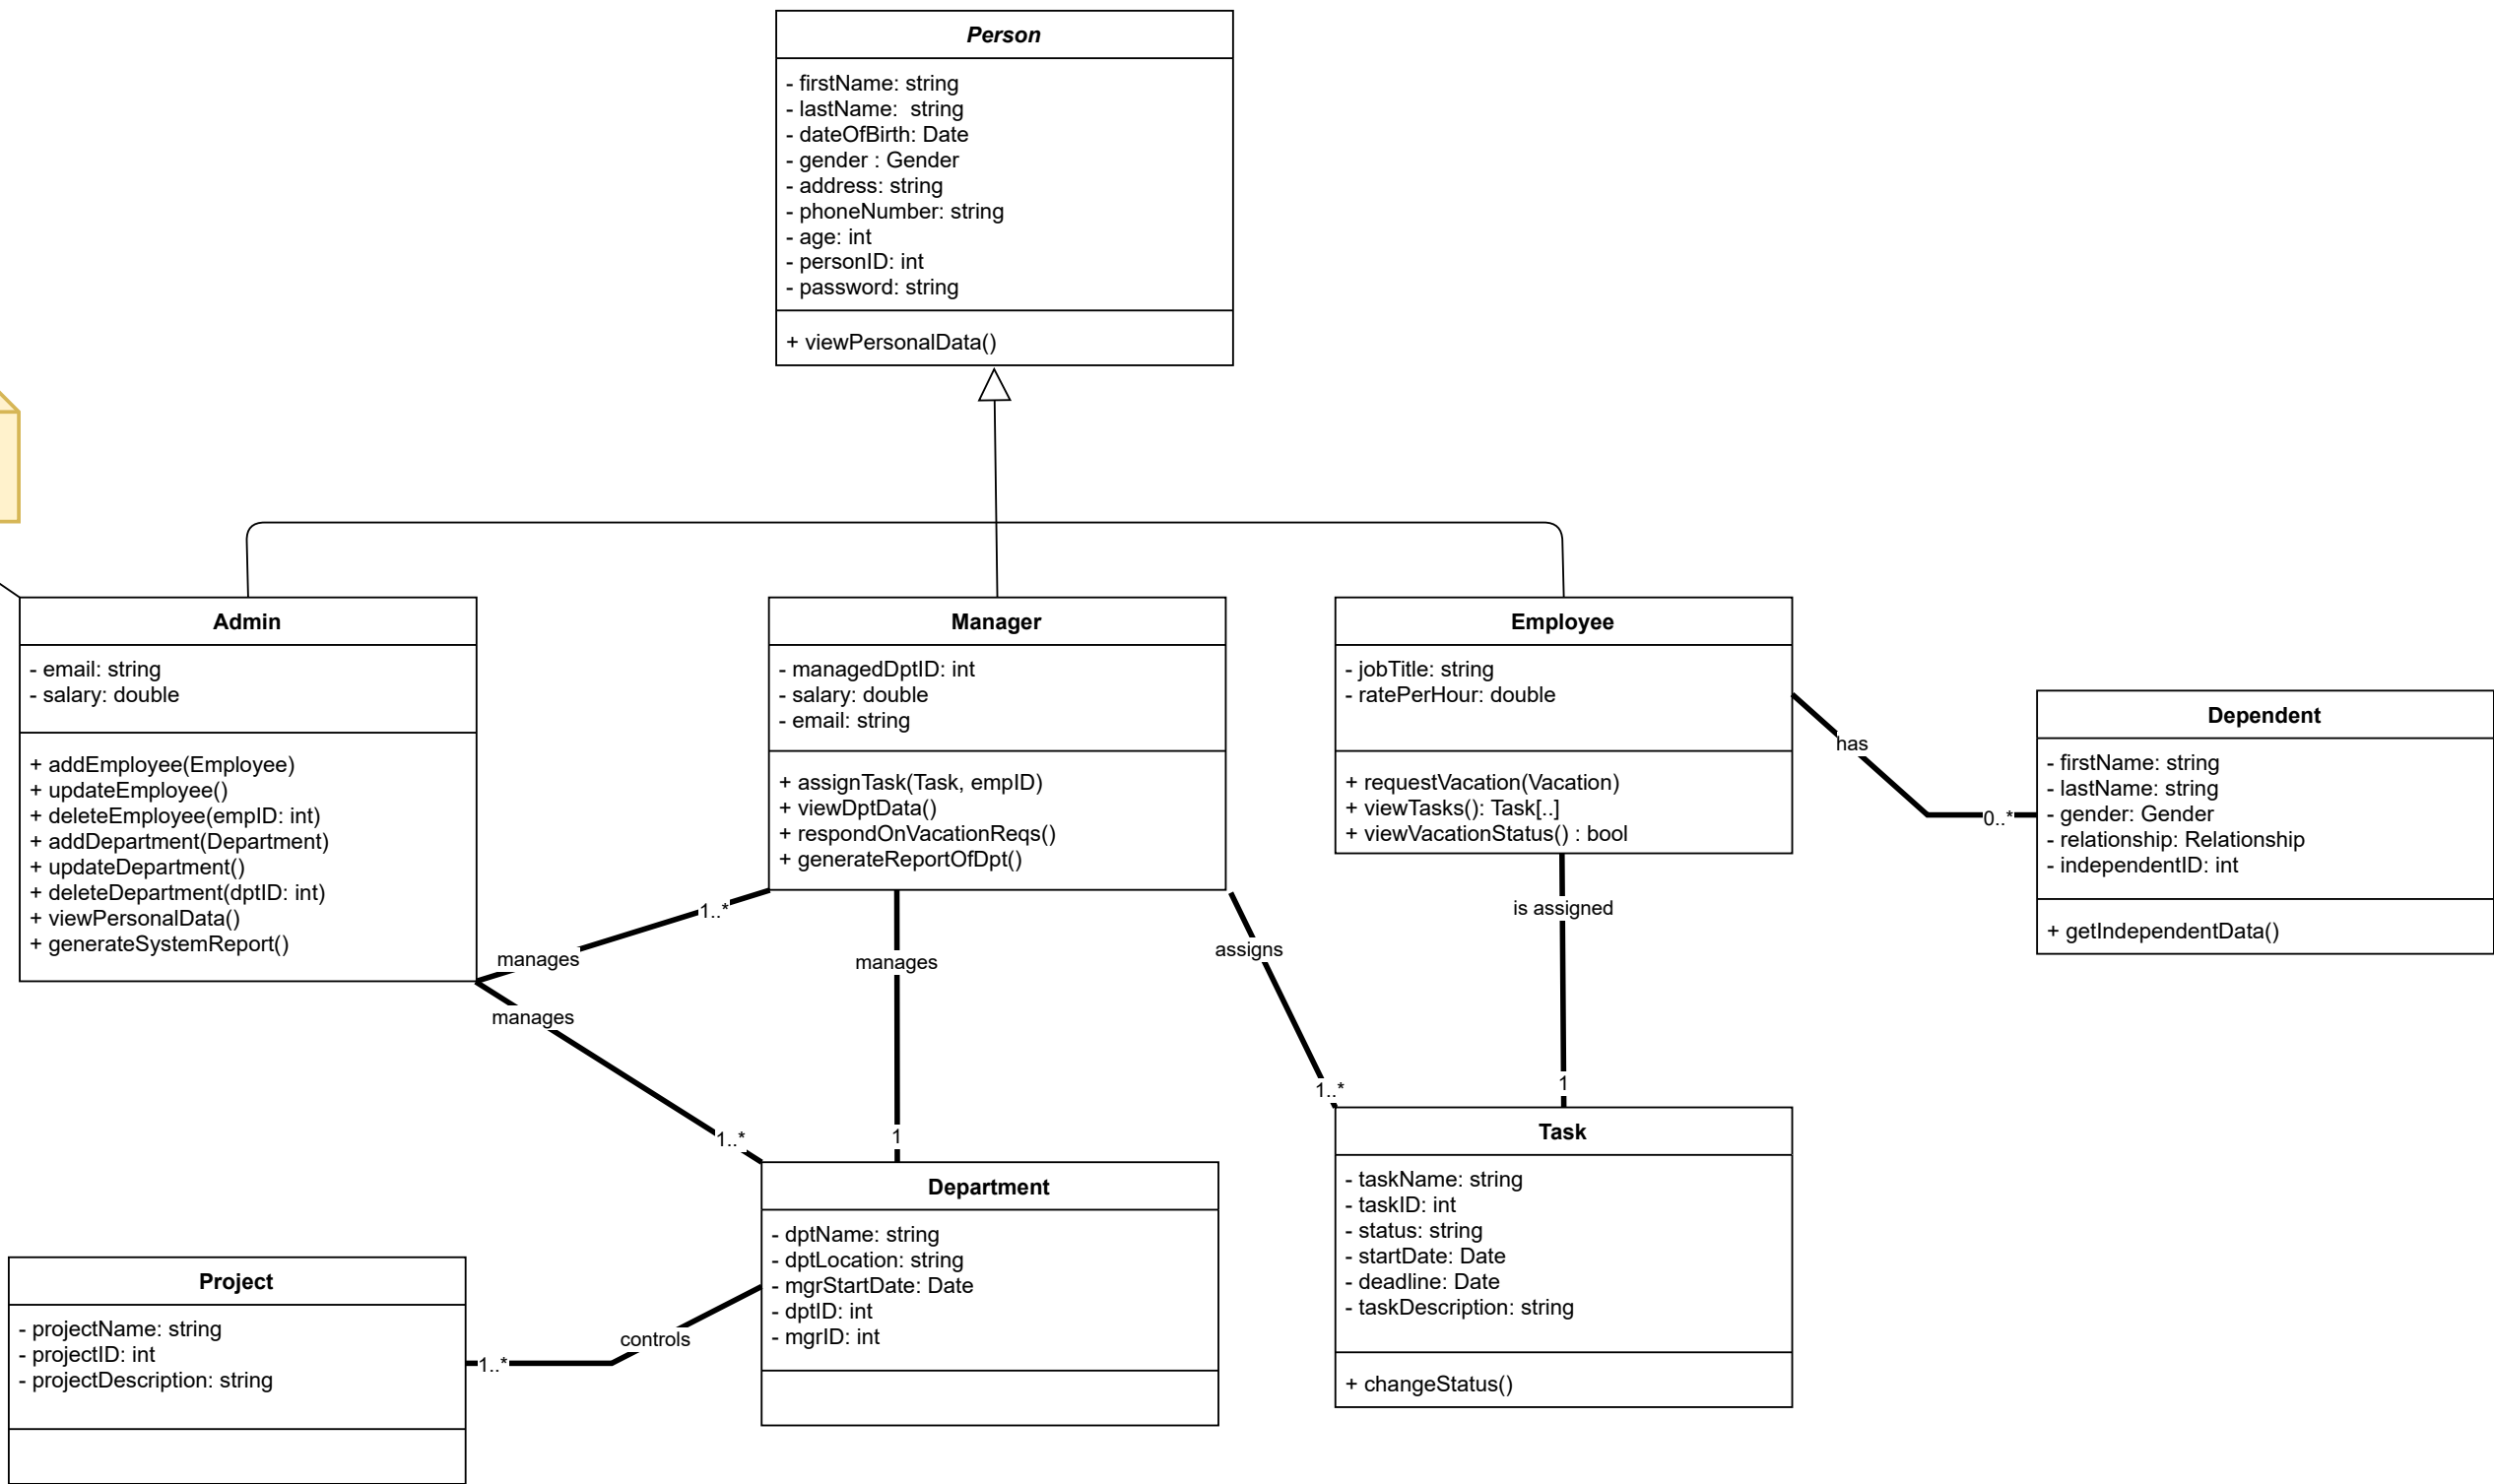 Person
- firstName: string
- lastName:  string
- dateOfBirth: Date
- gender : Gender
- address: string
- phoneNumber: string
- age: int
- personID: int
- password: string
+ viewPersonalData()
Admin
- email: string
- salary: double
+ addEmployee(Employee)
+ updateEmployee()
+ deleteEmployee(empID: int)
+ addDepartment(Department)
+ updateDepartment()
+ deleteDepartment(dptID: int)
+ viewPersonalData()
+ generateSystemReport()
Manager
- managedDptID: int
- salary: double
- email: string
+ assignTask(Task, empID)
+ viewDptData()
+ respondOnVacationReqs()
+ generateReportOfDpt()
Employee
- jobTitle: string
- ratePerHour: double
+ requestVacation(Vacation)
+ viewTasks(): Task[..]
+ viewVacationStatus() : bool
has
0..*
Dependent
- firstName: string
- lastName: string
- gender: Gender
- relationship: Relationship
- independentID: int
+ getIndependentData()
1..*
manages
manages
1..*
manages
1
assigns
1..*
is assigned
1
Department
- dptName: string
- dptLocation: string
- mgrStartDate: Date
- dptID: int
- mgrID: int
Task
- taskName: string
- taskID: int
- status: string
- startDate: Date
- deadline: Date
- taskDescription: string
+ changeStatus()
controls
1..*
Project
- projectName: string
- projectID: int
- projectDescription: string